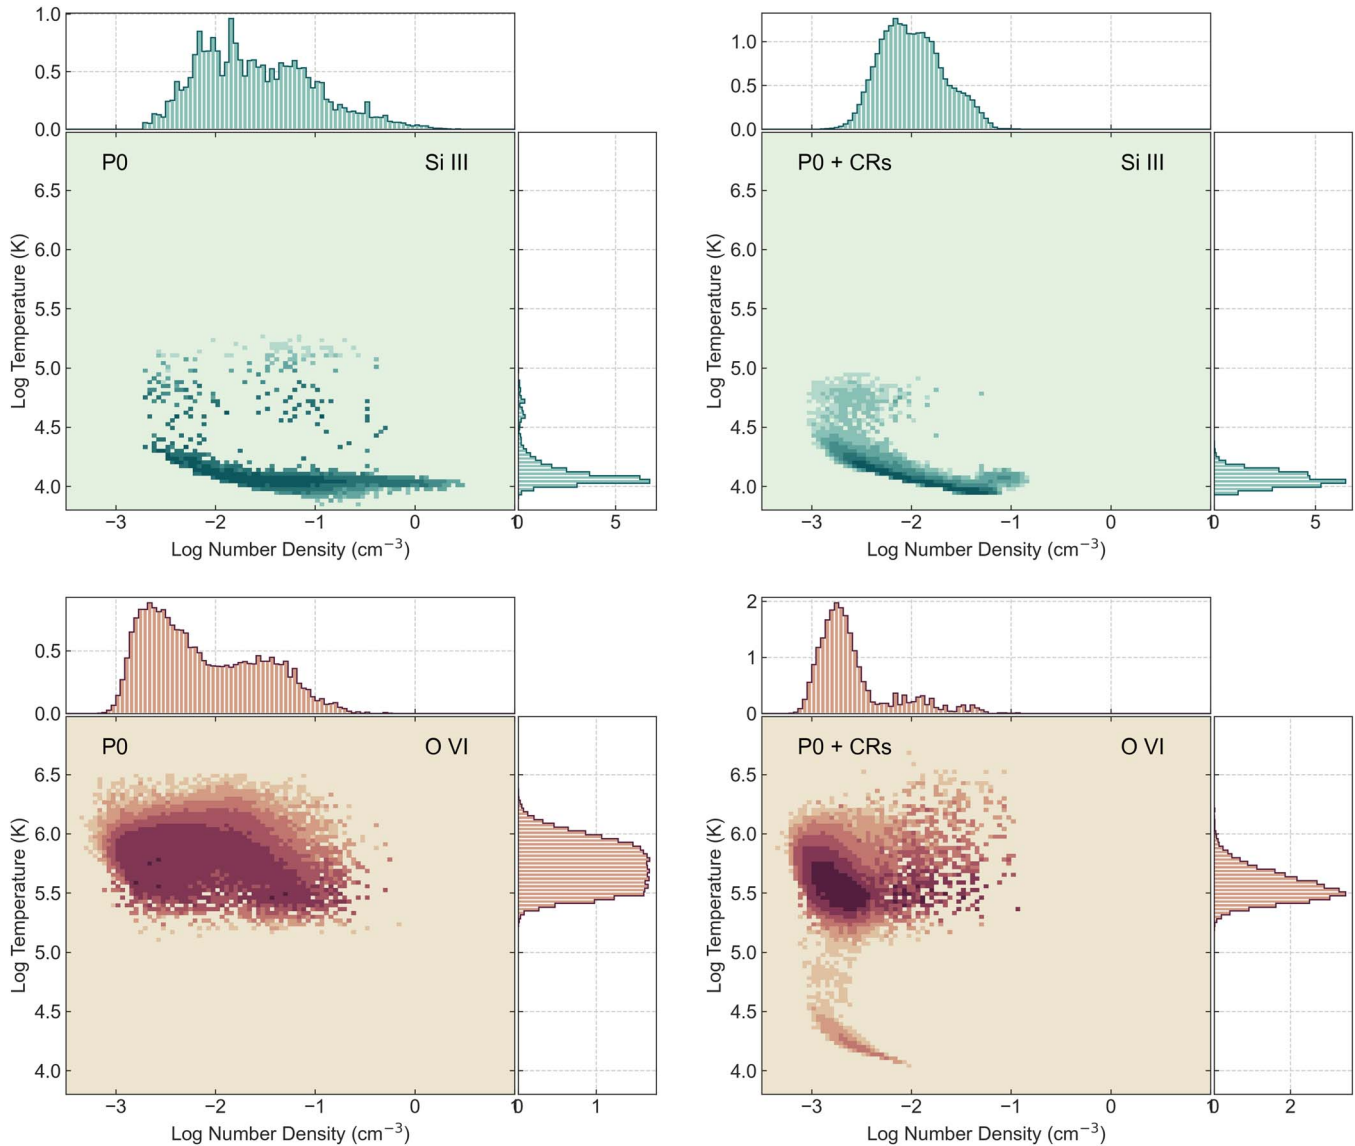 1.0
0.5
0.0
P0 Si III
6.5
6.0
5.5
5.0
4.5
4.0
Log Temperature (K)
−3 −2 −1 0 1
0 5
Log Number Density (cm⁻³)
1.0
0.5
0.0
P0 + CRs Si III
6.5
6.0
5.5
5.0
4.5
4.0
Log Temperature (K)
−3 −2 −1 0 1
0 5
Log Number Density (cm⁻³)
0.5
0.0
P0 O VI
6.5
6.0
5.5
5.0
4.5
4.0
Log Temperature (K)
−3 −2 −1 0 1
0 1
Log Number Density (cm⁻³)
2
1
0
P0 + CRs O VI
6.5
6.0
5.5
5.0
4.5
4.0
Log Temperature (K)
−3 −2 −1 0 1
0 2
Log Number Density (cm⁻³)